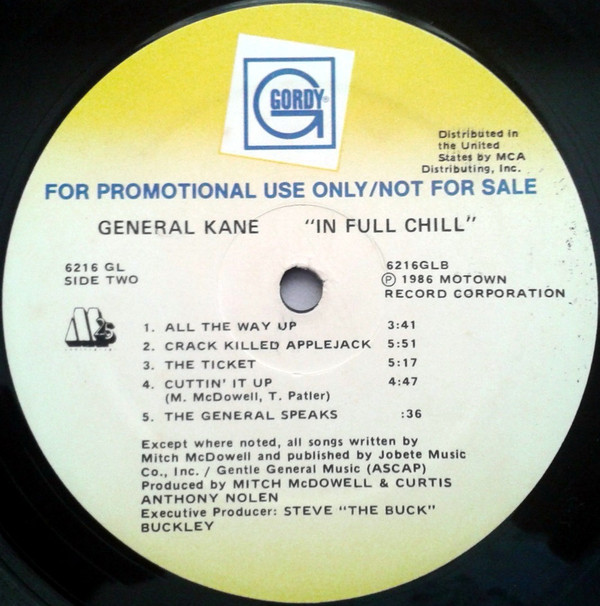 GORDY®
Distributed in
the United
States by MCA
Distributing, Inc.
FOR PROMOTIONAL USE ONLY/NOT FOR SALE
GENERAL KANE "IN FULL CHILL"
6216 GL
SIDE TWO
6216GLB
Ⓟ 1986 MOTOWN
RECORD CORPORATION
1. ALL THE WAY UP 3:41
2. CRACK KILLED APPLEJACK 5:51
3. THE TICKET 5:17
4. CUTTIN' IT UP 4:47
(M. McDowell, T. Patler)
5. THE GENERAL SPEAKS :36
Except where noted, all songs written by
Mitch McDowell and published by Jobete Music
Co., Inc. / Gentle General Music (ASCAP)
Produced by MITCH McDOWELL & CURTIS
ANTHONY NOLEN
Executive Producer: STEVE "THE BUCK"
BUCKLEY